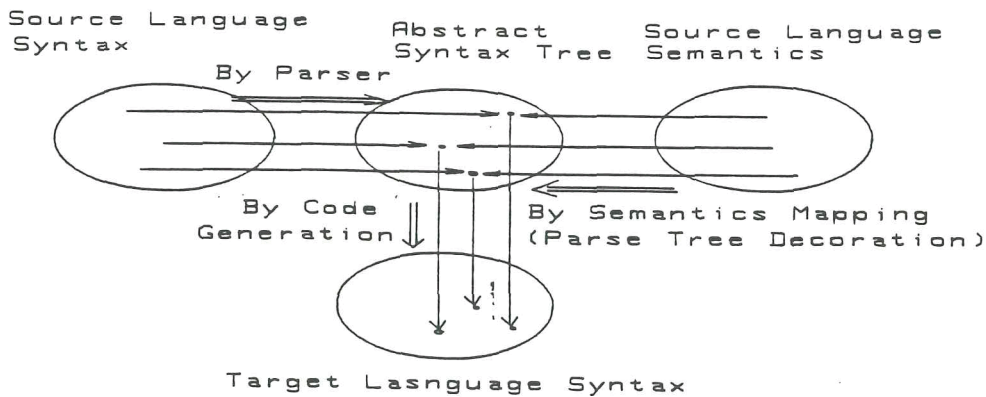 Source Language
Syntax
Abstract
Syntax Tree
Source Language
Semantics
By Parser
By Code
Generation
By Semantics Mapping
(Parse Tree Decoration)
Target Lasnguage Syntax